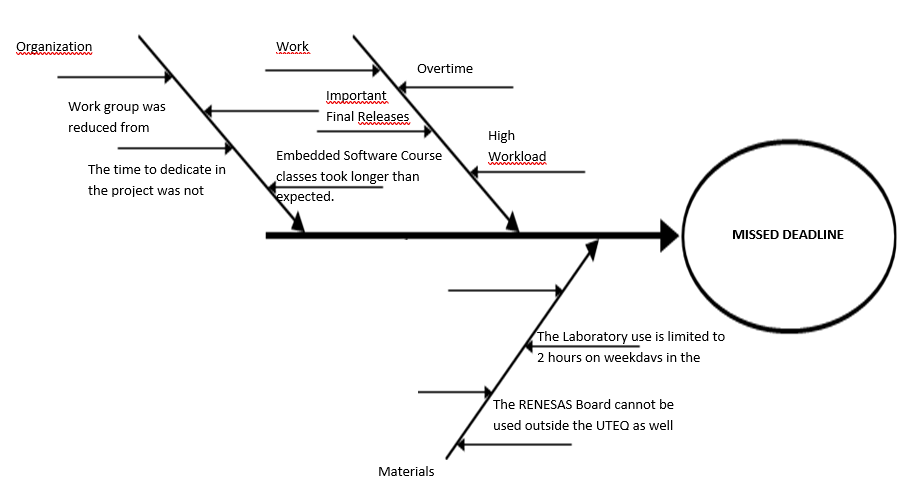 Organization
Work group was
reduced from
The time to dedicate in
the project was not
Embedded Software Course
classes took longer than
expected.
Work
Overtime
Important
Final Releases
High
Workload
MISSED DEADLINE
The Laboratory use is limited to
2 hours on weekdays in the
The RENESAS Board cannot be
used outside the UTEQ as well
Materials